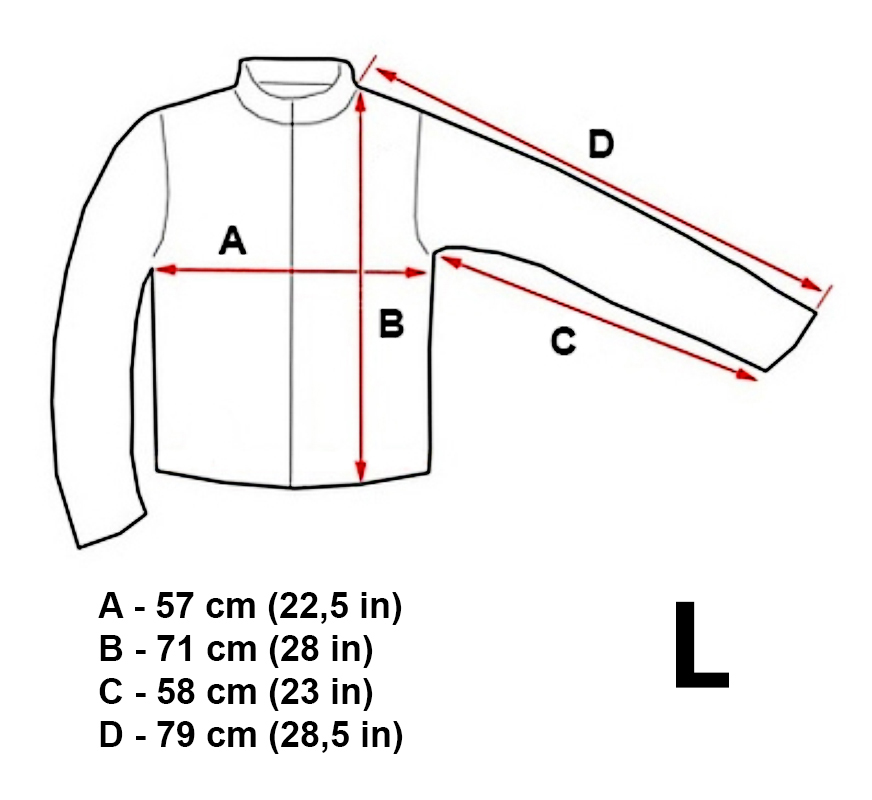 D
A
B
C
A - 57 cm (22,5 in)
B - 71 cm (28 in)
C - 58 cm (23 in)
D - 79 cm (28,5 in)
L